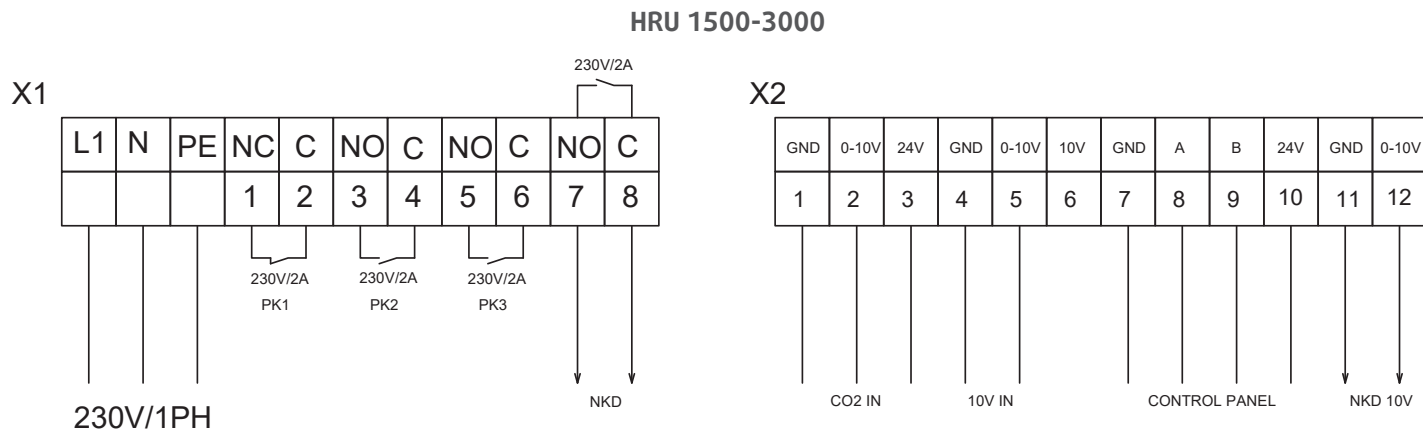 HRU 1500-3000
230V/2A
X1
X2
L1 N PE NC C NO C NO C NO C
1 2 3 4 5 6 7 8
GND 0-10V 24V GND 0-10V 10V GND A B 24V GND 0-10V
1 2 3 4 5 6 7 8 9 10 11 12
230V/2A 230V/2A 230V/2A
PK1 PK2 PK3
230V/1PH
NKD
CO2 IN 10V IN CONTROL PANEL NKD 10V